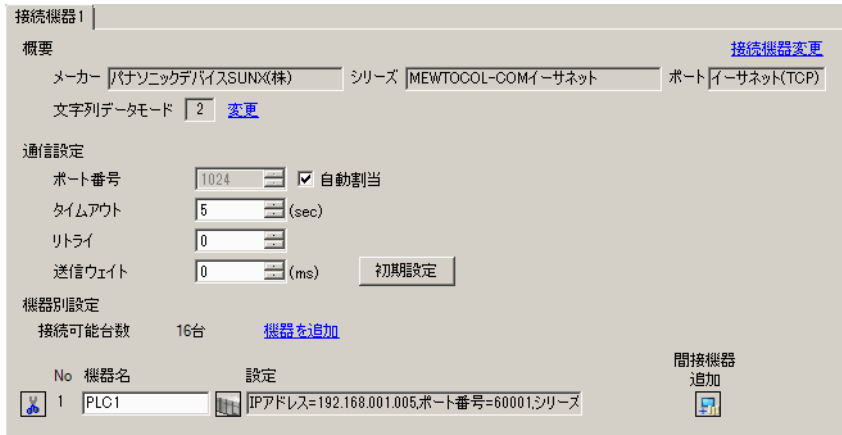 接続機器1
概要 接続機器変更
メーカー パナソニックデバイスSUNX(株) シリーズ MEWTOCOL-COMイーサネット ポート イーサネット(TCP)
文字列データモード 2 変更
通信設定
ポート番号 1024 自動割当
タイムアウト 5 (sec)
リトライ 0
送信ウェイト 0 (ms) 初期設定
機器別設定
接続可能台数 16台 機器を追加
間接機器
No 機器名 設定 追加
1 PLC1 IPアドレス=192.168.001.005,ポート番号=60001,シリーズ